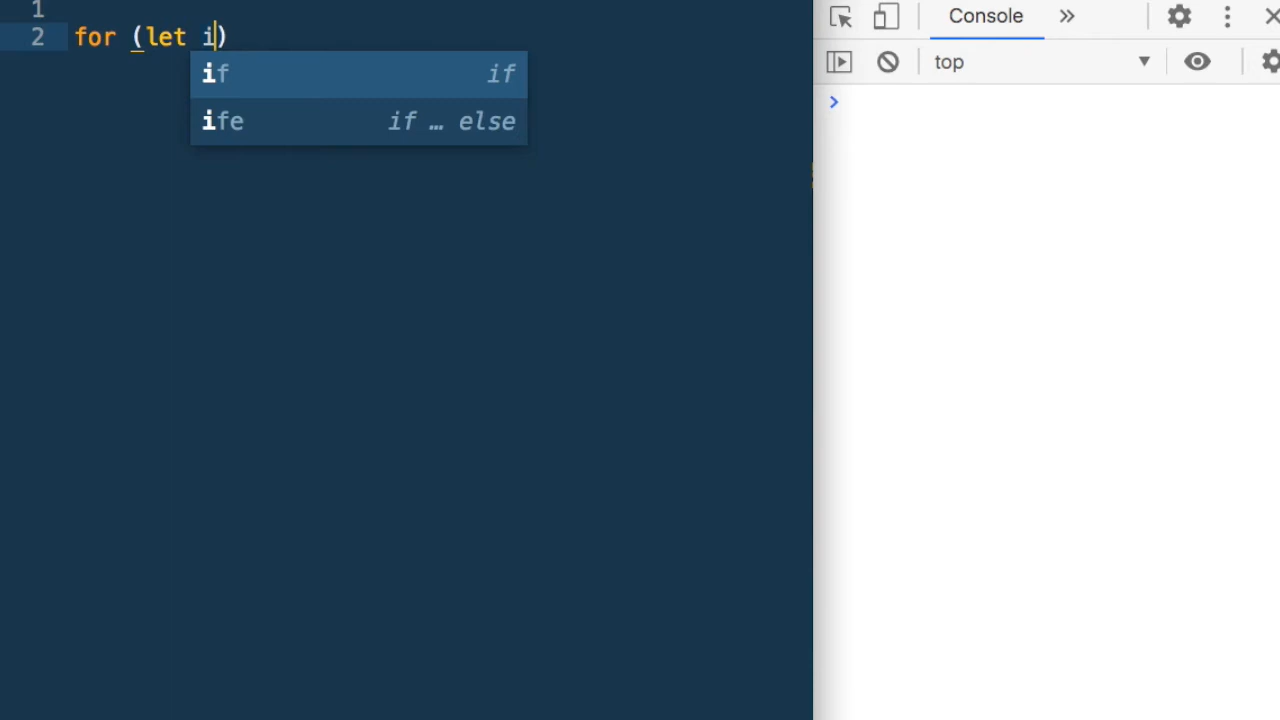 1
2 for (let i)
if if
ife if … else
Console
top